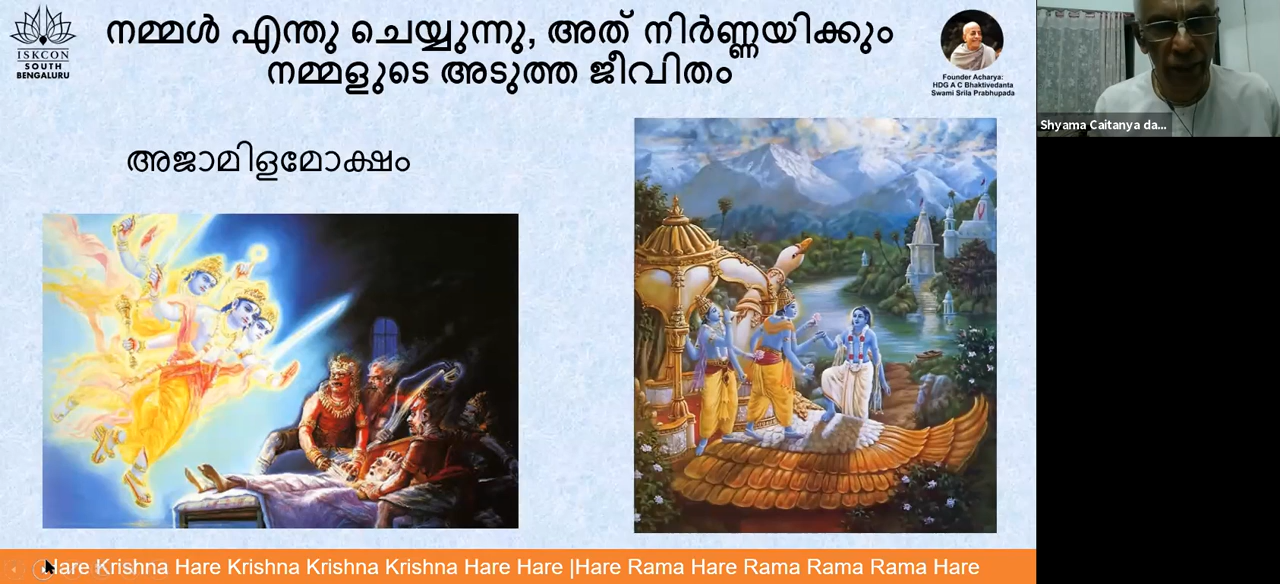 നമ്മൾ എന്തു ചെയ്യുന്നു, അത് നിർണ്ണയിക്കും
നമ്മളുടെ അടുത്ത ജീവിതം
ISKCON
SOUTH
BENGALURU
Founder Acharya:
HDG A C Bhaktivedanta
Swami Srila Prabhupada
Shyama Caitanya da...
അജാമിളമോക്ഷം
Hare Krishna Hare Krishna Krishna Krishna Hare Hare |Hare Rama Hare Rama Rama Rama Hare